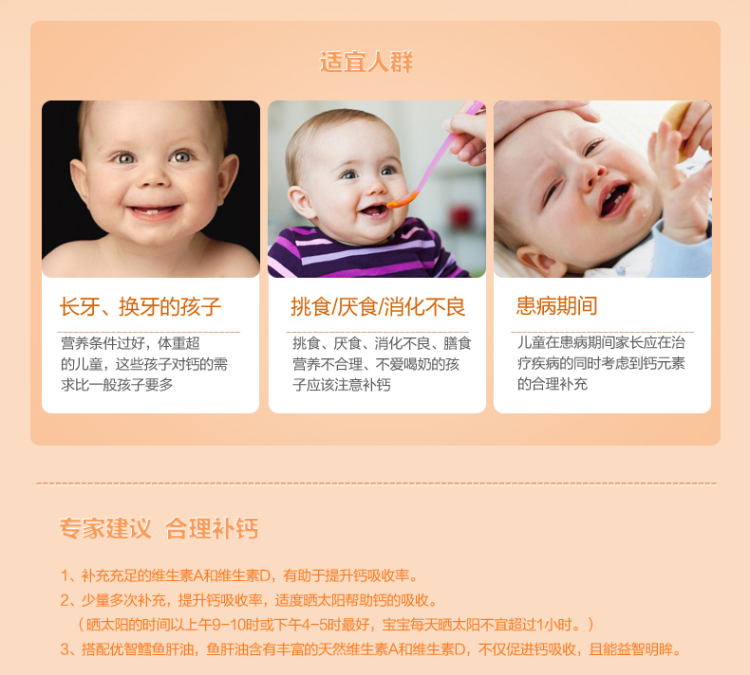 适宜人群
长牙、换牙的孩子
营养条件过好，体重超
的儿童，这些孩子对钙的需
求比一般孩子要多
挑食/厌食/消化不良
挑食、厌食、消化不良、膳食
营养不合理、不爱喝奶的孩
子应该注意补钙
患病期间
儿童在患病期间家长应在治
疗疾病的同时考虑到钙元素
的合理补充
专家建议 合理补钙
1、补充充足的维生素A和维生素D，有助于提升钙吸收率。
2、少量多次补充，提升钙吸收率，适度晒太阳帮助钙的吸收。
（晒太阳的时间以上午9-10时或下午4-5时最好，宝宝每天晒太阳不宜超过1小时。）
3、搭配优智鳕鱼肝油，鱼肝油含有丰富的天然维生素A和维生素D，不仅促进钙吸收，且能益智明眸。